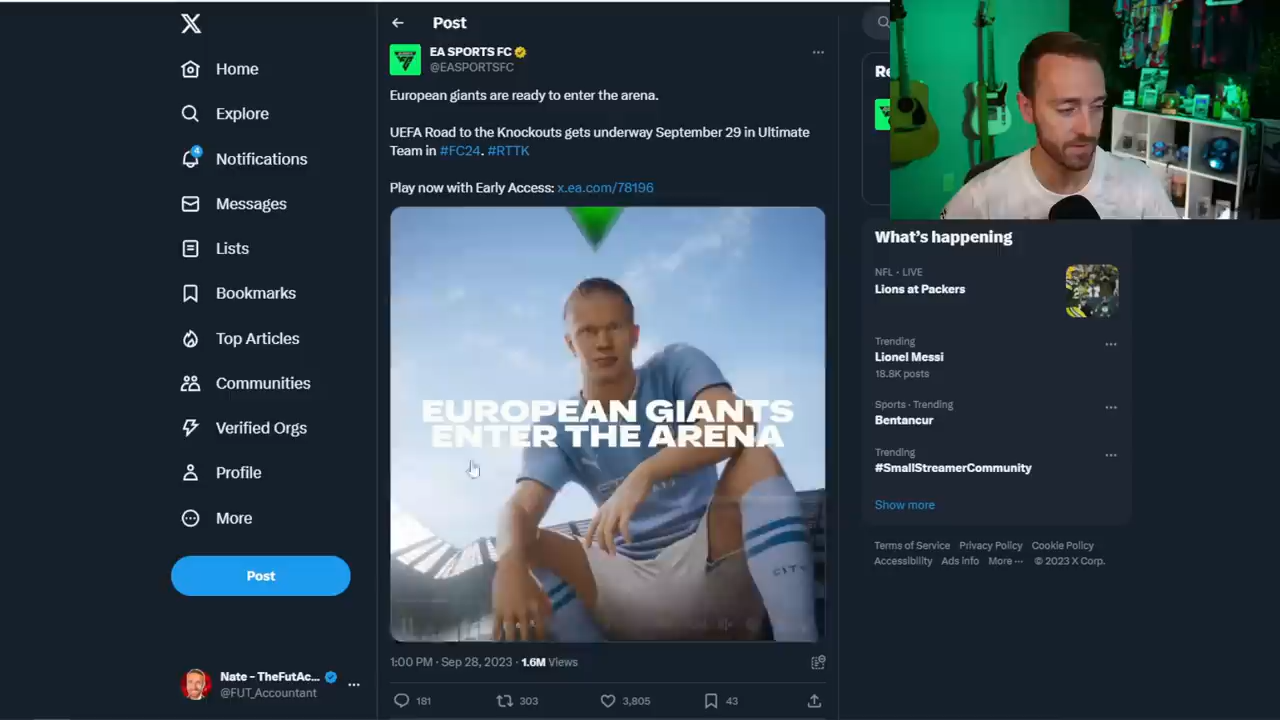 Home
Explore
4
Notifications
Messages
Lists
Bookmarks
Top Articles
Communities
Verified Orgs
Profile
More
Post
Nate - TheFutAc...
@FUT_Accountant
Post
EA SPORTS FC
@EASPORTSFC
European giants are ready to enter the arena.
UEFA Road to the Knockouts gets underway September 29 in Ultimate
Team in #FC24. #RTTK
Play now with Early Access: x.ea.com/78196
EUROPEAN GIANTS
ENTER THE ARENA
CITY
1:00 PM · Sep 28, 2023 · 1.6M Views
181
303
3,805
43
Re
What's happening
NFL · LIVE
Lions at Packers
Trending
Lionel Messi
18.8K posts
Sports · Trending
Bentancur
Trending
#SmallStreamerCommunity
Show more
Terms of Service Privacy Policy Cookie Policy
Accessibility Ads info More ··· © 2023 X Corp.